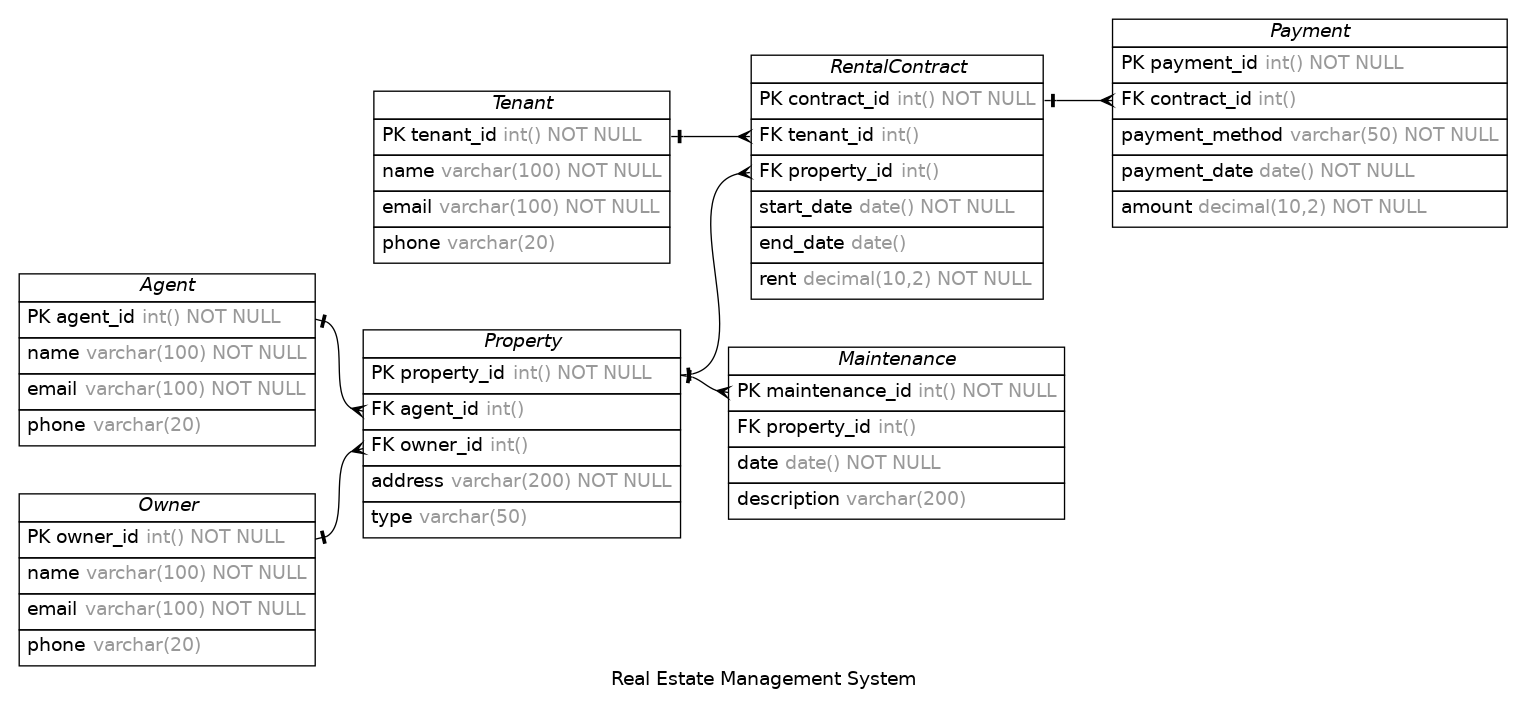 Agent
PK agent_id int() NOT NULL
name varchar(100) NOT NULL
email varchar(100) NOT NULL
phone varchar(20)
Owner
PK owner_id int() NOT NULL
name varchar(100) NOT NULL
email varchar(100) NOT NULL
phone varchar(20)
Tenant
PK tenant_id int() NOT NULL
name varchar(100) NOT NULL
email varchar(100) NOT NULL
phone varchar(20)
Property
PK property_id int() NOT NULL
FK agent_id int()
FK owner_id int()
address varchar(200) NOT NULL
type varchar(50)
RentalContract
PK contract_id int() NOT NULL
FK tenant_id int()
FK property_id int()
start_date date() NOT NULL
end_date date()
rent decimal(10,2) NOT NULL
Maintenance
PK maintenance_id int() NOT NULL
FK property_id int()
date date() NOT NULL
description varchar(200)
Payment
PK payment_id int() NOT NULL
FK contract_id int()
payment_method varchar(50) NOT NULL
payment_date date() NOT NULL
amount decimal(10,2) NOT NULL
Real Estate Management System